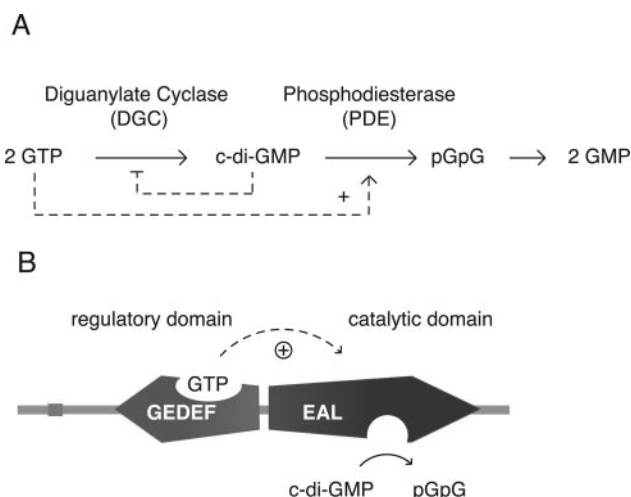 A
Diguanylate Cyclase
(DGC)
Phosphodiesterase
(PDE)
2 GTP
c-di-GMP
pGpG
2 GMP
+
B
regulatory domain
catalytic domain
+
GTP
GEDEF
EAL
c-di-GMP
pGpG